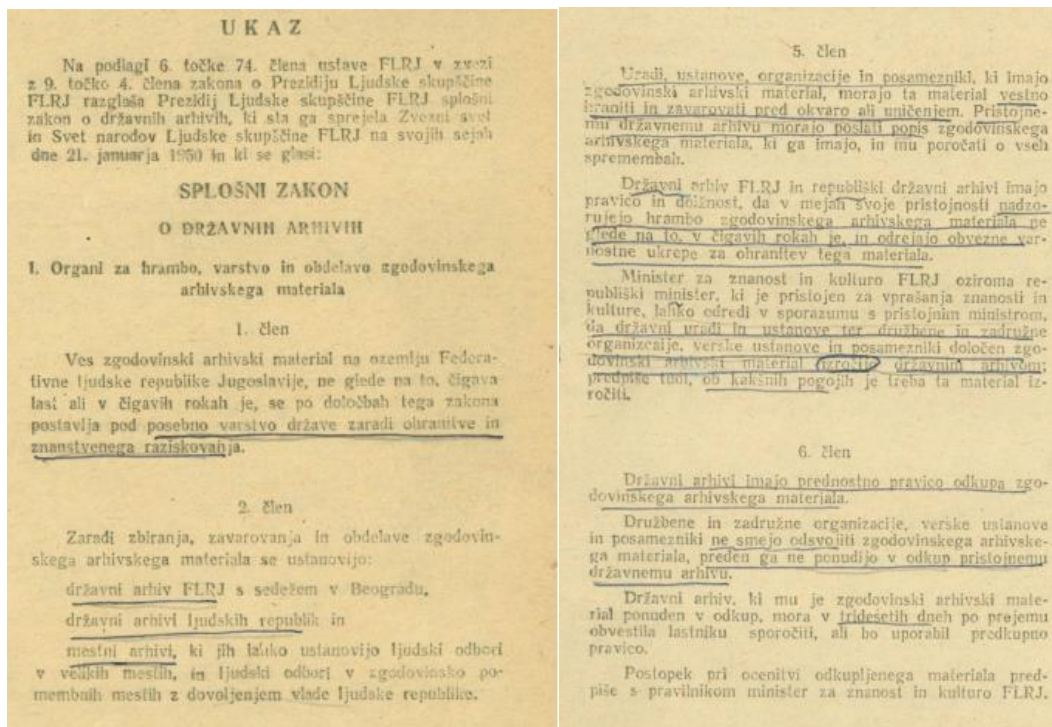 UKAZ
Na podlagi 6. točke 74. člena ustave FLRJ v zvezi
z 9. točko 4. člena zakona o Prezidiju Ljudske skupščine
FLRJ razglaša Prezidij Ljudske skupščine FLRJ splošni
zakon o državnih arhivih, ki sta ga sprejela Zvezni svet
in Svet narodov Ljudske skupščine FLRJ na svojih sejah
dne 21. januarja 1950 in ki se glasi:
SPLOŠNI ZAKON
O DRŽAVNIH ARHIVIH
I. Organi za hrambo, varstvo in obdelavo zgodovinskega
arhivskega materiala
1. člen
Ves zgodovinski arhivski material na ozemlju Federa-
tivne ljudske republike Jugoslavije, ne glede na to, čigava
last ali v čigavih rokah je, se po določbah tega zakona
postavlja pod posebno varstvo države zaradi ohranitve in
znanstvenega raziskovanja.
2. člen
Zaradi zbiranja, zavarovanja in obdelave zgodovin-
skega arhivskega materiala se ustanovijo:
državni arhiv FLRJ s sedežem v Beogradu,
državni arhivi ljudskih republik in
mestni arhivi, ki jih lahko ustanovijo ljudski odbori
v velikih mestih, in ljudski odbori v zgodovinsko po-
membnih mestih z dovoljenjem vlade ljudske republike.
5. člen
Uradi, ustanove, organizacije in posamezniki, ki imajo
zgodovinski arhivski material, morajo ta material vestno
hraniti in zavarovati pred okvaro ali uničenjem. Pristojne-
mu državnemu arhivu morajo poslati popis zgodovinskega
arhivskega materiala, ki ga imajo, in mu poročati o vseh
spremembah.
Državni arhiv FLRJ in republiški državni arhivi imajo
pravico in dolžnost, da v mejah svoje pristojnosti nadzo-
rujejo hrambo zgodovinskega arhivskega materiala ne
glede na to, v čigavih rokah je, in odrejajo obvezne var-
nostne ukrepe za ohranitev tega materiala.
Minister za znanost in kulturo FLRJ oziroma re-
publiški minister, ki je pristojen za vprašanja znanosti in
kulture, lahko odredi v sporazumu s pristojnim ministrom,
da državni uradi in ustanove ter družbene in zadružne
organizacije, verske ustanove in posamezniki določen zgo-
dovinski arhivski material izročijo državnim arhivom;
predpiše tudi, ob kakšnih pogojih je treba ta material iz-
ročiti.
6. člen
Državni arhivi imajo prednostno pravico odkupa zgo-
dovinskega arhivskega materiala.
Družbene in zadružne organizacije, verske ustanove
in posamezniki ne smejo odsvojiti zgodovinskega arhivske-
ga materiala, preden ga ne ponudijo v odkup pristojnemu
državnemu arhivu.
Državni arhiv, ki mu je zgodovinski arhivski mate-
rial ponuden v odkup, mora v tridesetih dneh po prejemu
obvestila lastniku sporočiti, ali bo uporabil predkupno
pravico.
Postopek pri ocenitvi odkupljenega materiala pred-
piše s pravilnikom minister za znanost in kulturo FLRJ.